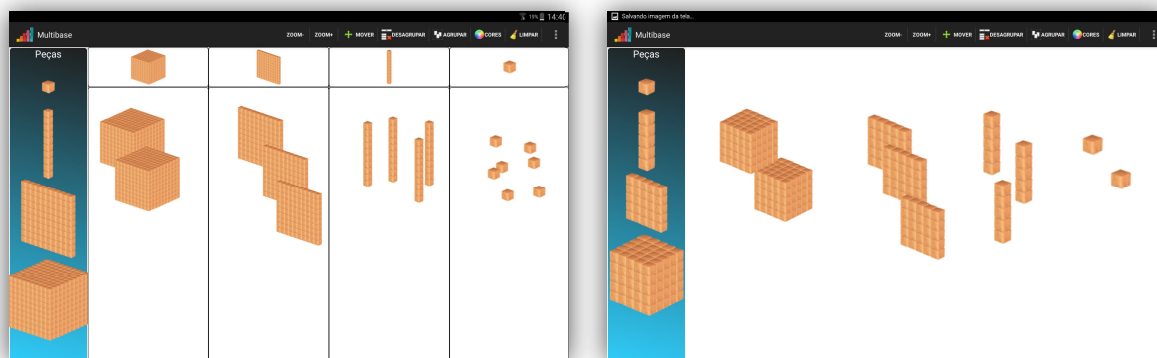 19% 14:40
Multibase ZOOM- ZOOM+ MOVER DESAGRUPAR AGRUPAR CORES LIMPAR
Peças
Salvando imagem da tela...
Multibase ZOOM- ZOOM+ MOVER DESAGRUPAR AGRUPAR CORES LIMPAR
Peças